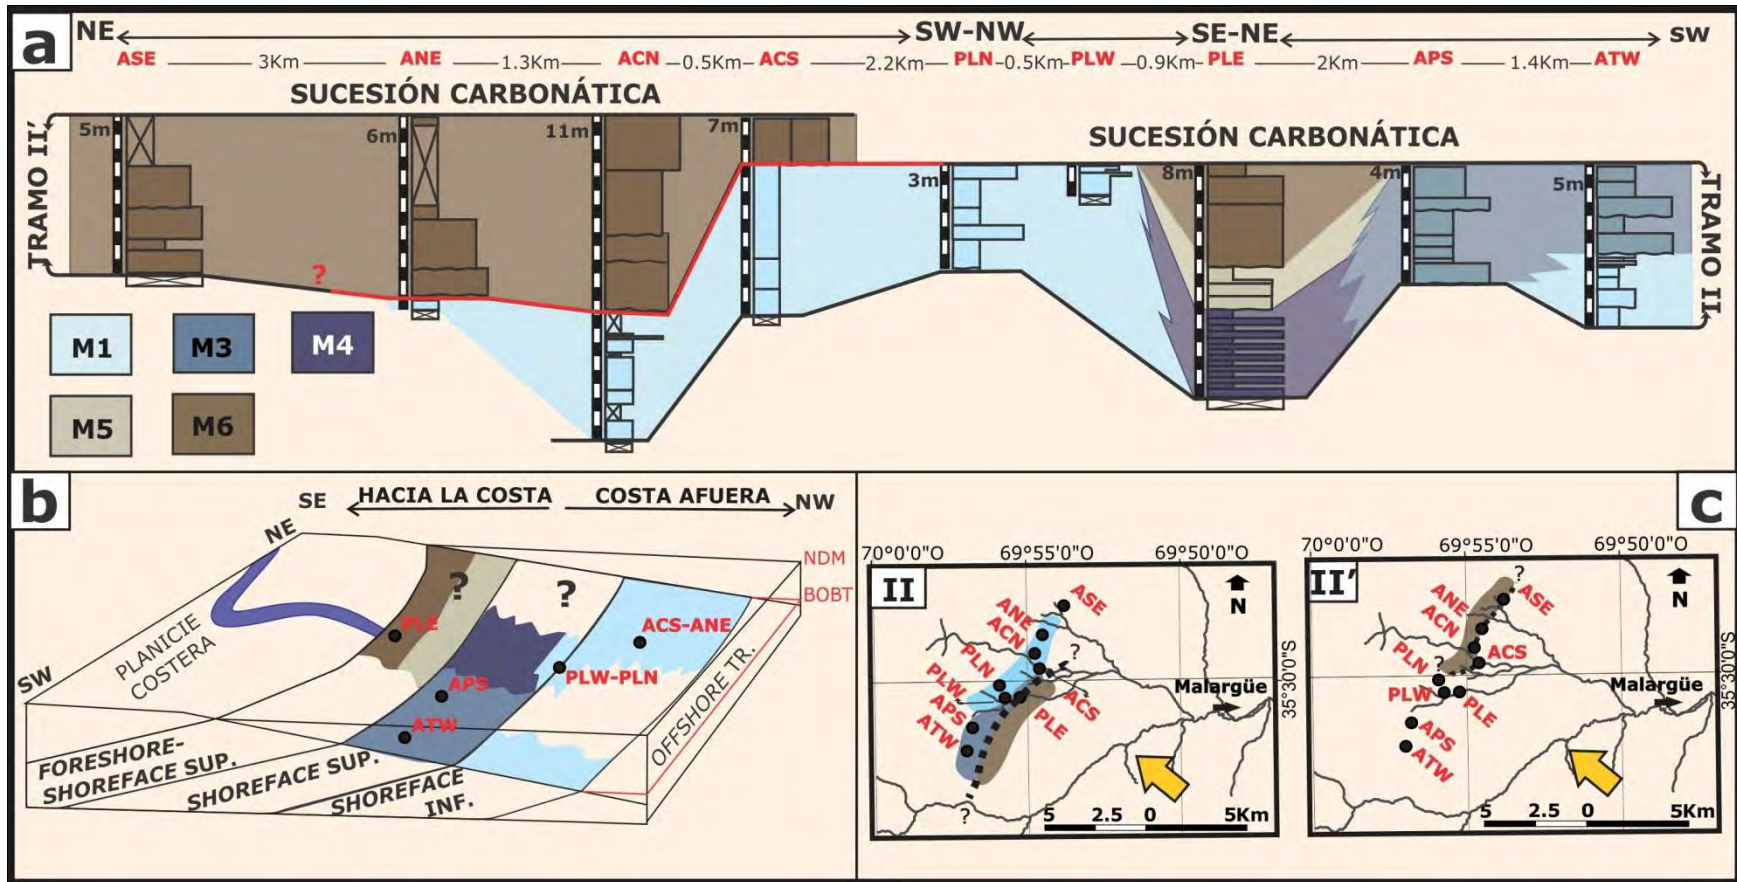 a
NE SW-NW SE-NE SW
ASE 3Km ANE 1.3Km ACN 0.5Km ACS 2.2Km PLN 0.5Km PLW 0.9Km PLE 2Km APS 1.4Km ATW
SUCESIÓN CARBONÁTICA
SUCESIÓN CARBONÁTICA
TRAMO II'
5m
6m
11m
7m
3m
8m
4m
5m
TRAMO II
?
M1 M3 M4
M5 M6
b
SE HACIA LA COSTA COSTA AFUERA NW
NE
NDM
BOBT
? ?
PLE
ACS-ANE
PLANICIE
COSTERA
SW
APS
PLW-PLN
ATW
OFFSHORE TR.
FORESHORE-
SHOREFACE SUP.
SHOREFACE SUP.
SHOREFACE
INF.
c
70°0'0"O 69°55'0"O 69°50'0"O
II
N
ASE
ANE
ACN
?
PLN
PLW
ACS
APS
PLE
ATW
Malargüe
?
5 2.5 0 5Km
35°30'0"S
70°0'0"O 69°55'0"O 69°50'0"O
II'
N
?
ASE
ANE
ACN
ACS
PLN
?
PLW
PLE
APS
ATW
Malargüe
5 2.5 0 5Km
35°30'0"S